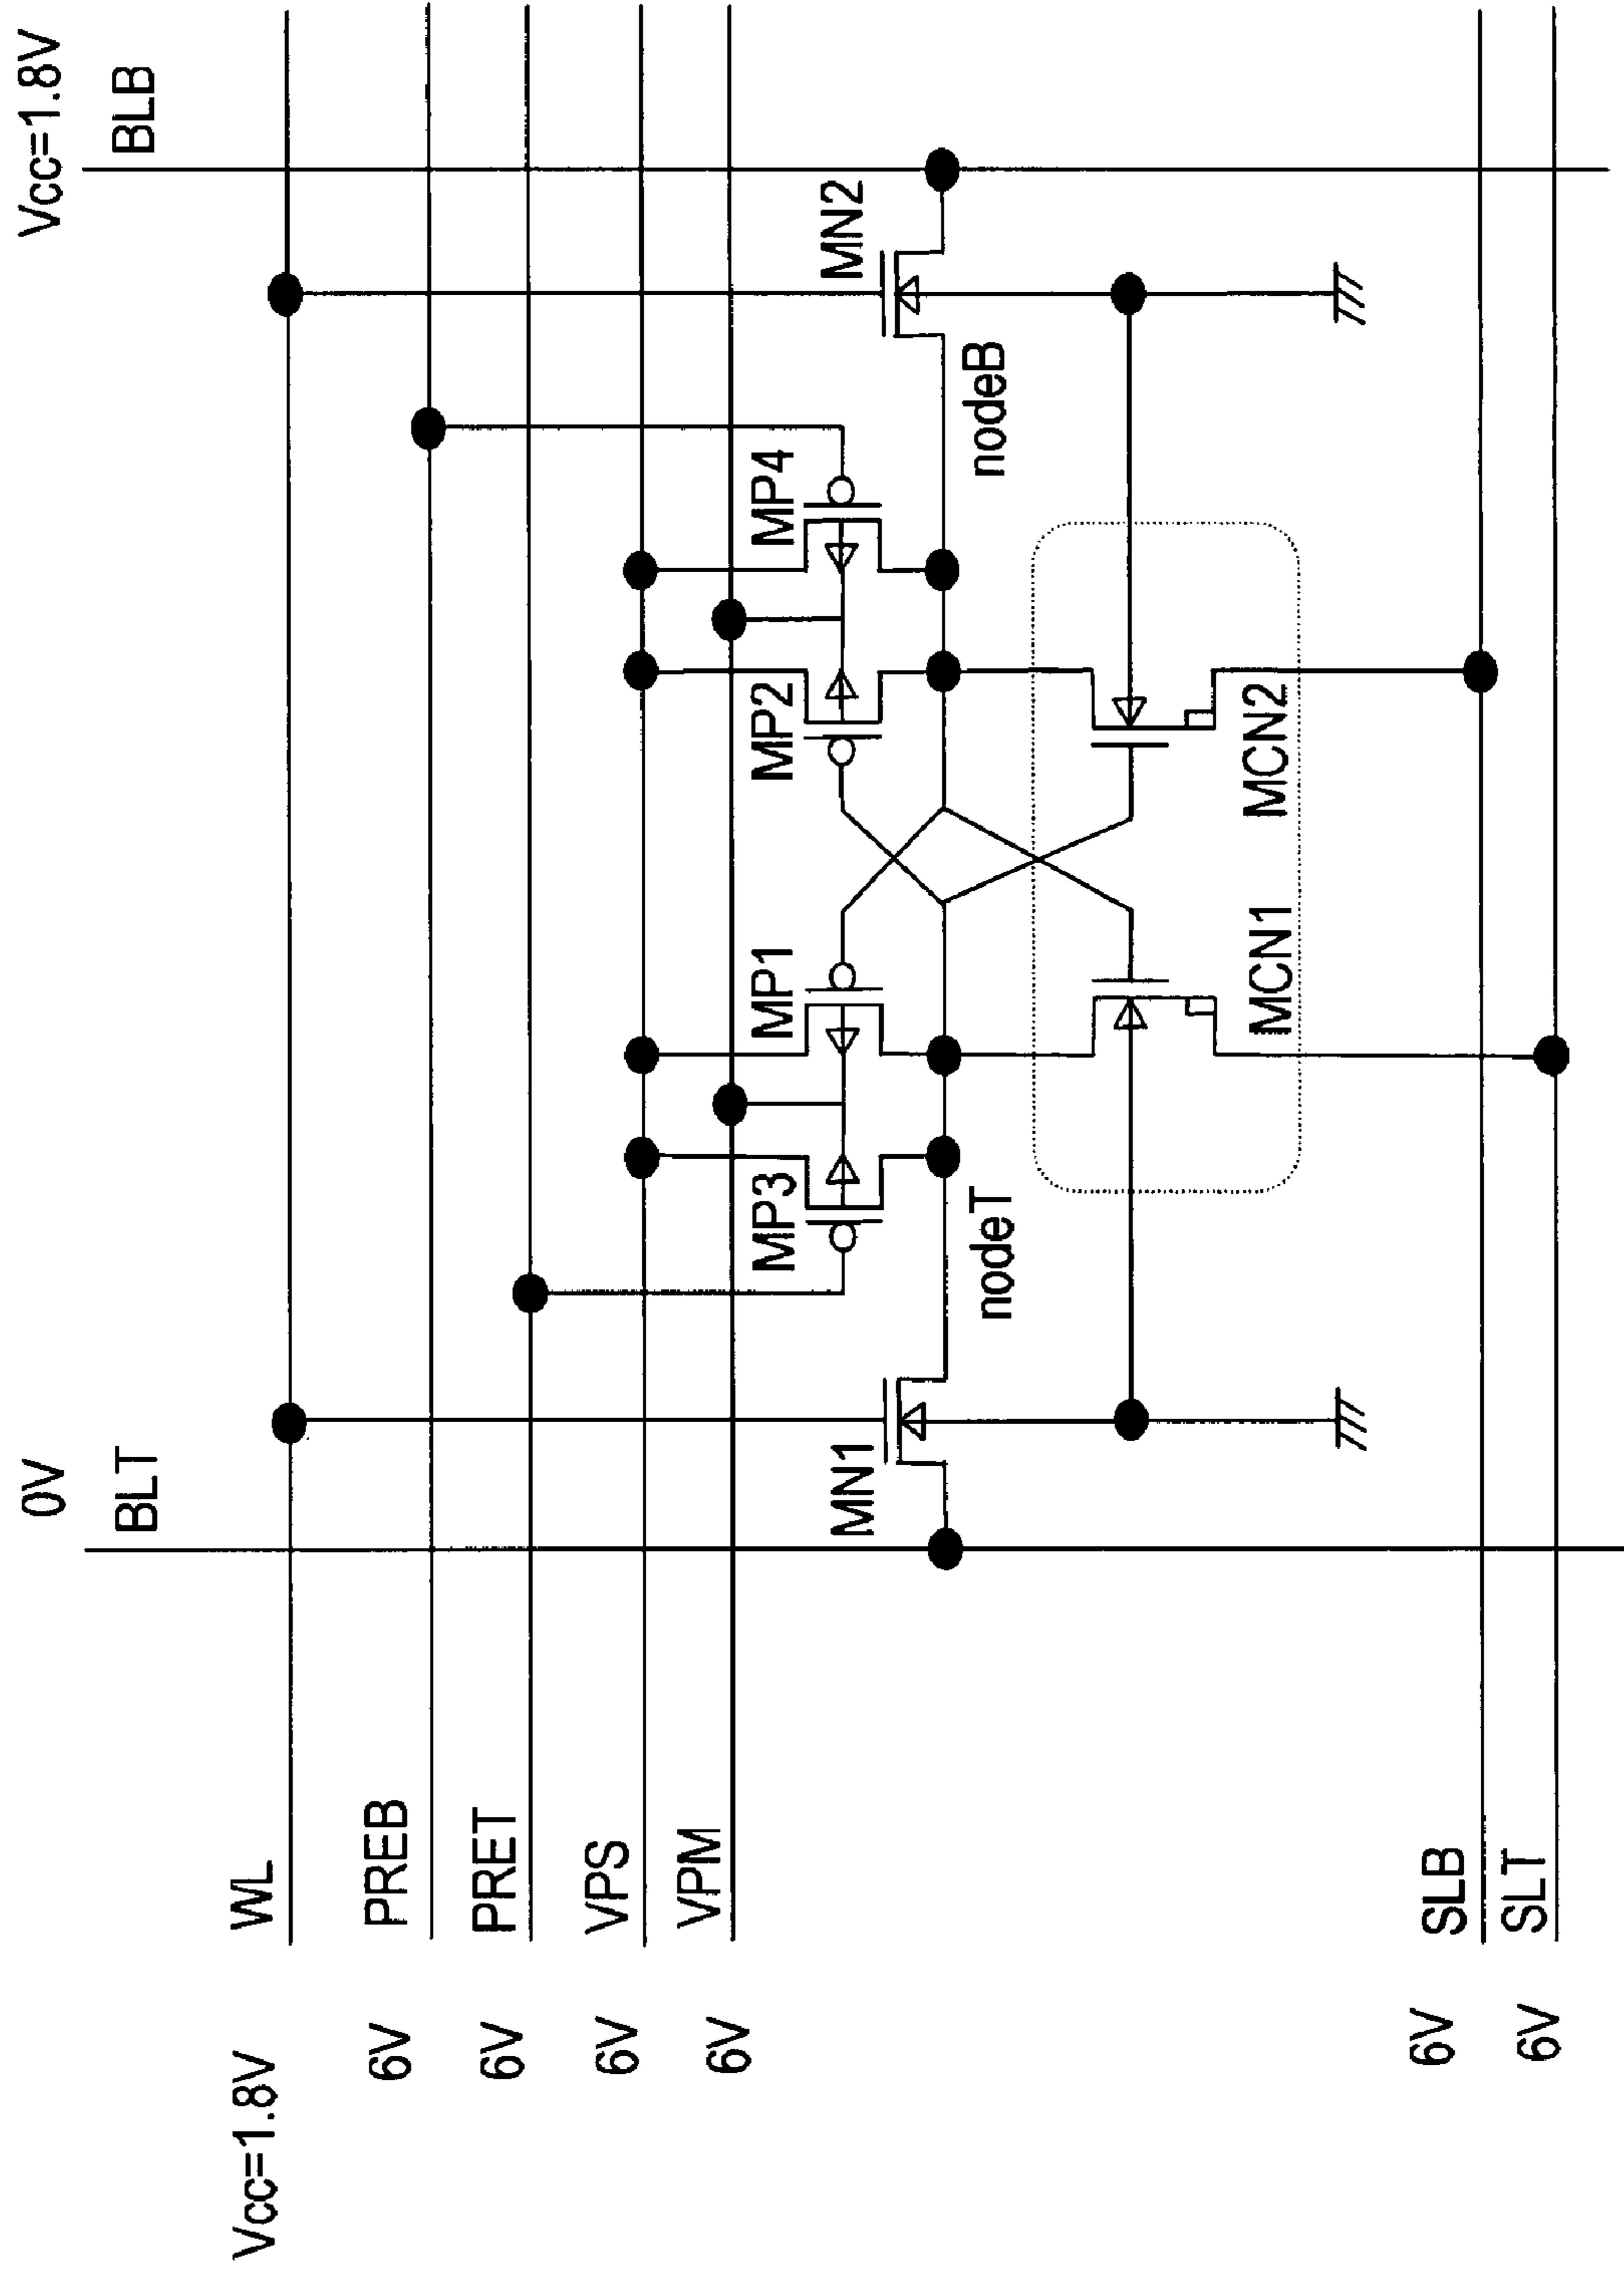 0V
Vcc=1.8V
BLT
BLB
Vcc=1.8V
WL
6V
PREB
6V
PRET
6V
VPS
6V
VPM
MP3
MP1
MP2
MP4
MN1
MN2
nodeT
nodeB
MCN1
MCN2
6V
SLB
6V
SLT